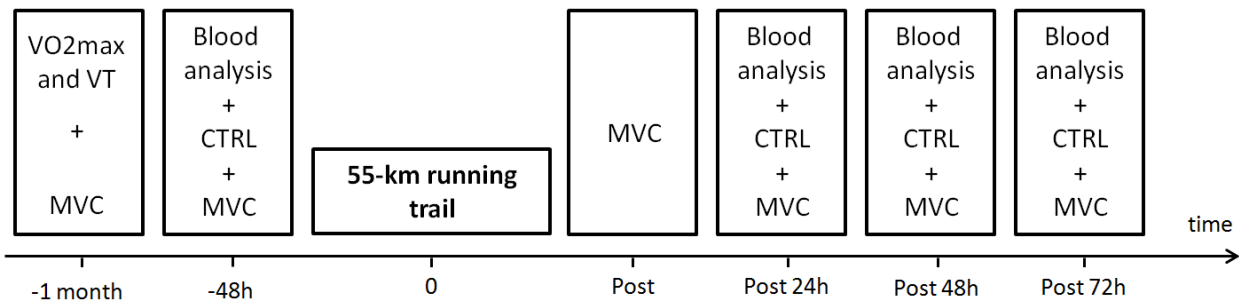 VO2max
and VT
+
MVC
Blood
analysis
+
CTRL
+
MVC
55-km running
trail
MVC
Blood
analysis
+
CTRL
+
MVC
Blood
analysis
+
CTRL
+
MVC
Blood
analysis
+
CTRL
+
MVC
time
-1 month
-48h
0
Post
Post 24h
Post 48h
Post 72h